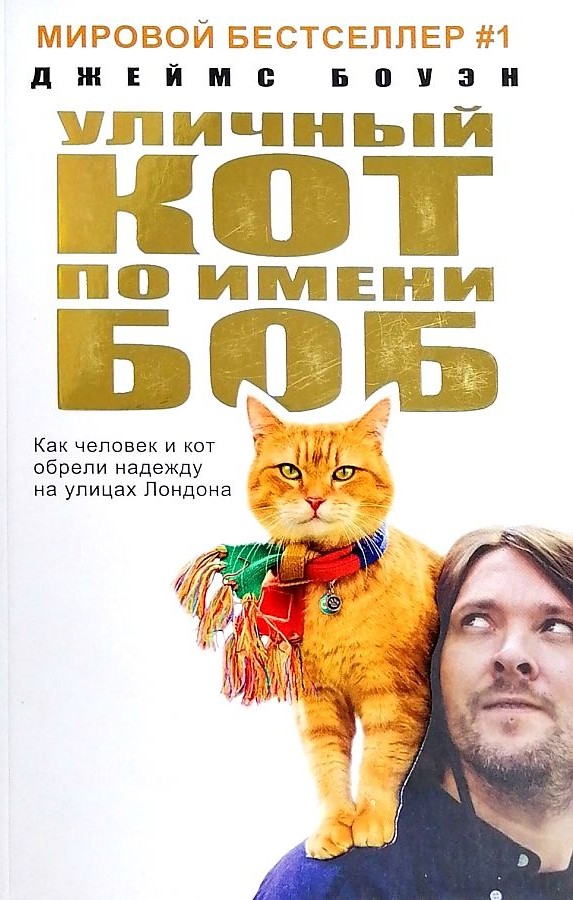 МИРОВОЙ БЕСТСЕЛЛЕР #1
ДЖЕЙМС БОУЭН
УЛИЧНЫЙ
КОТ
ПО ИМЕНИ
БОБ
Как человек и кот
обрели надежду
на улицах Лондона